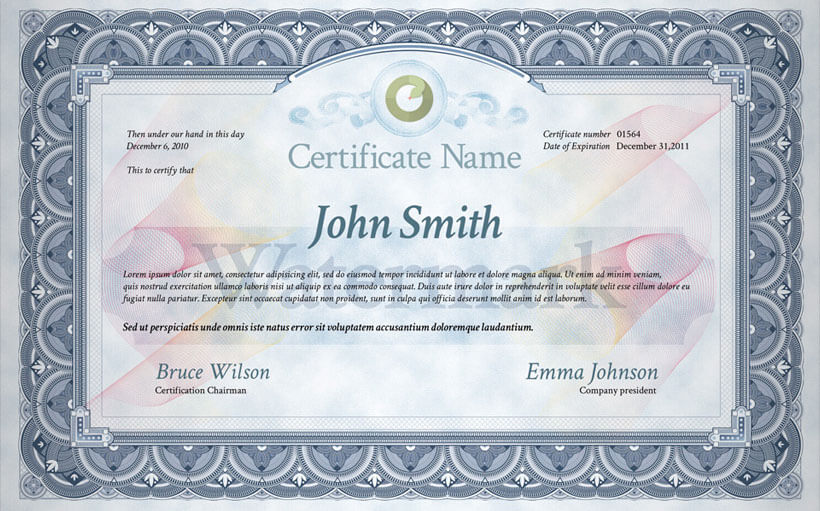 Then under our hand in this day
December 6, 2010
Certificate number 01564
Date of Expiration December 31,2011
This to certify that
Certificate Name
John Smith
Watermark
Lorem ipsum dolor sit amet, consectetur adipisicing elit, sed do eiusmod tempor incididunt ut labore et dolore magna aliqua. Ut enim ad minim veniam,
quis nostrud exercitation ullamco laboris nisi ut aliquip ex ea commodo consequat. Duis aute irure dolor in reprehenderit in voluptate velit esse cillum dolore eu
fugiat nulla pariatur. Excepteur sint occaecat cupidatat non proident, sunt in culpa qui officia deserunt mollit anim id est laborum.
Sed ut perspiciatis unde omnis iste natus error sit voluptatem accusantium doloremque laudantium.
Bruce Wilson
Certification Chairman
Emma Johnson
Company president